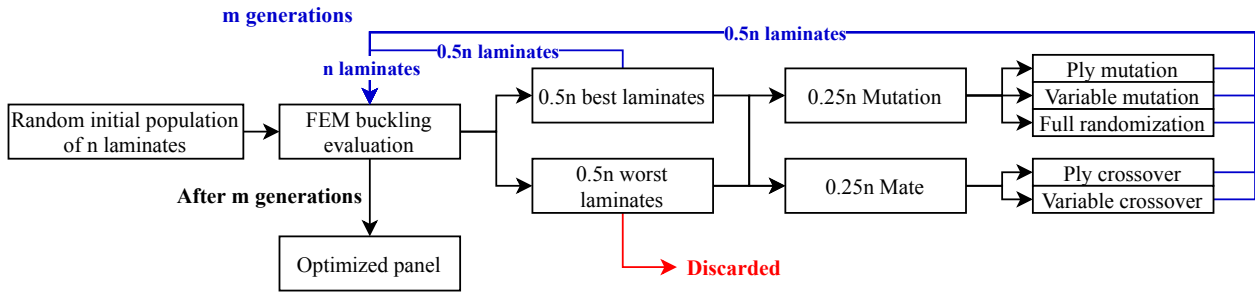 m generations
0.5n laminates
0.5n laminates
n laminates
Random initial population
of n laminates
FEM buckling
evaluation
0.5n best laminates
0.25n Mutation
Ply mutation
Variable mutation
Full randomization
0.5n worst
laminates
0.25n Mate
Ply crossover
Variable crossover
After m generations
Optimized panel
Discarded